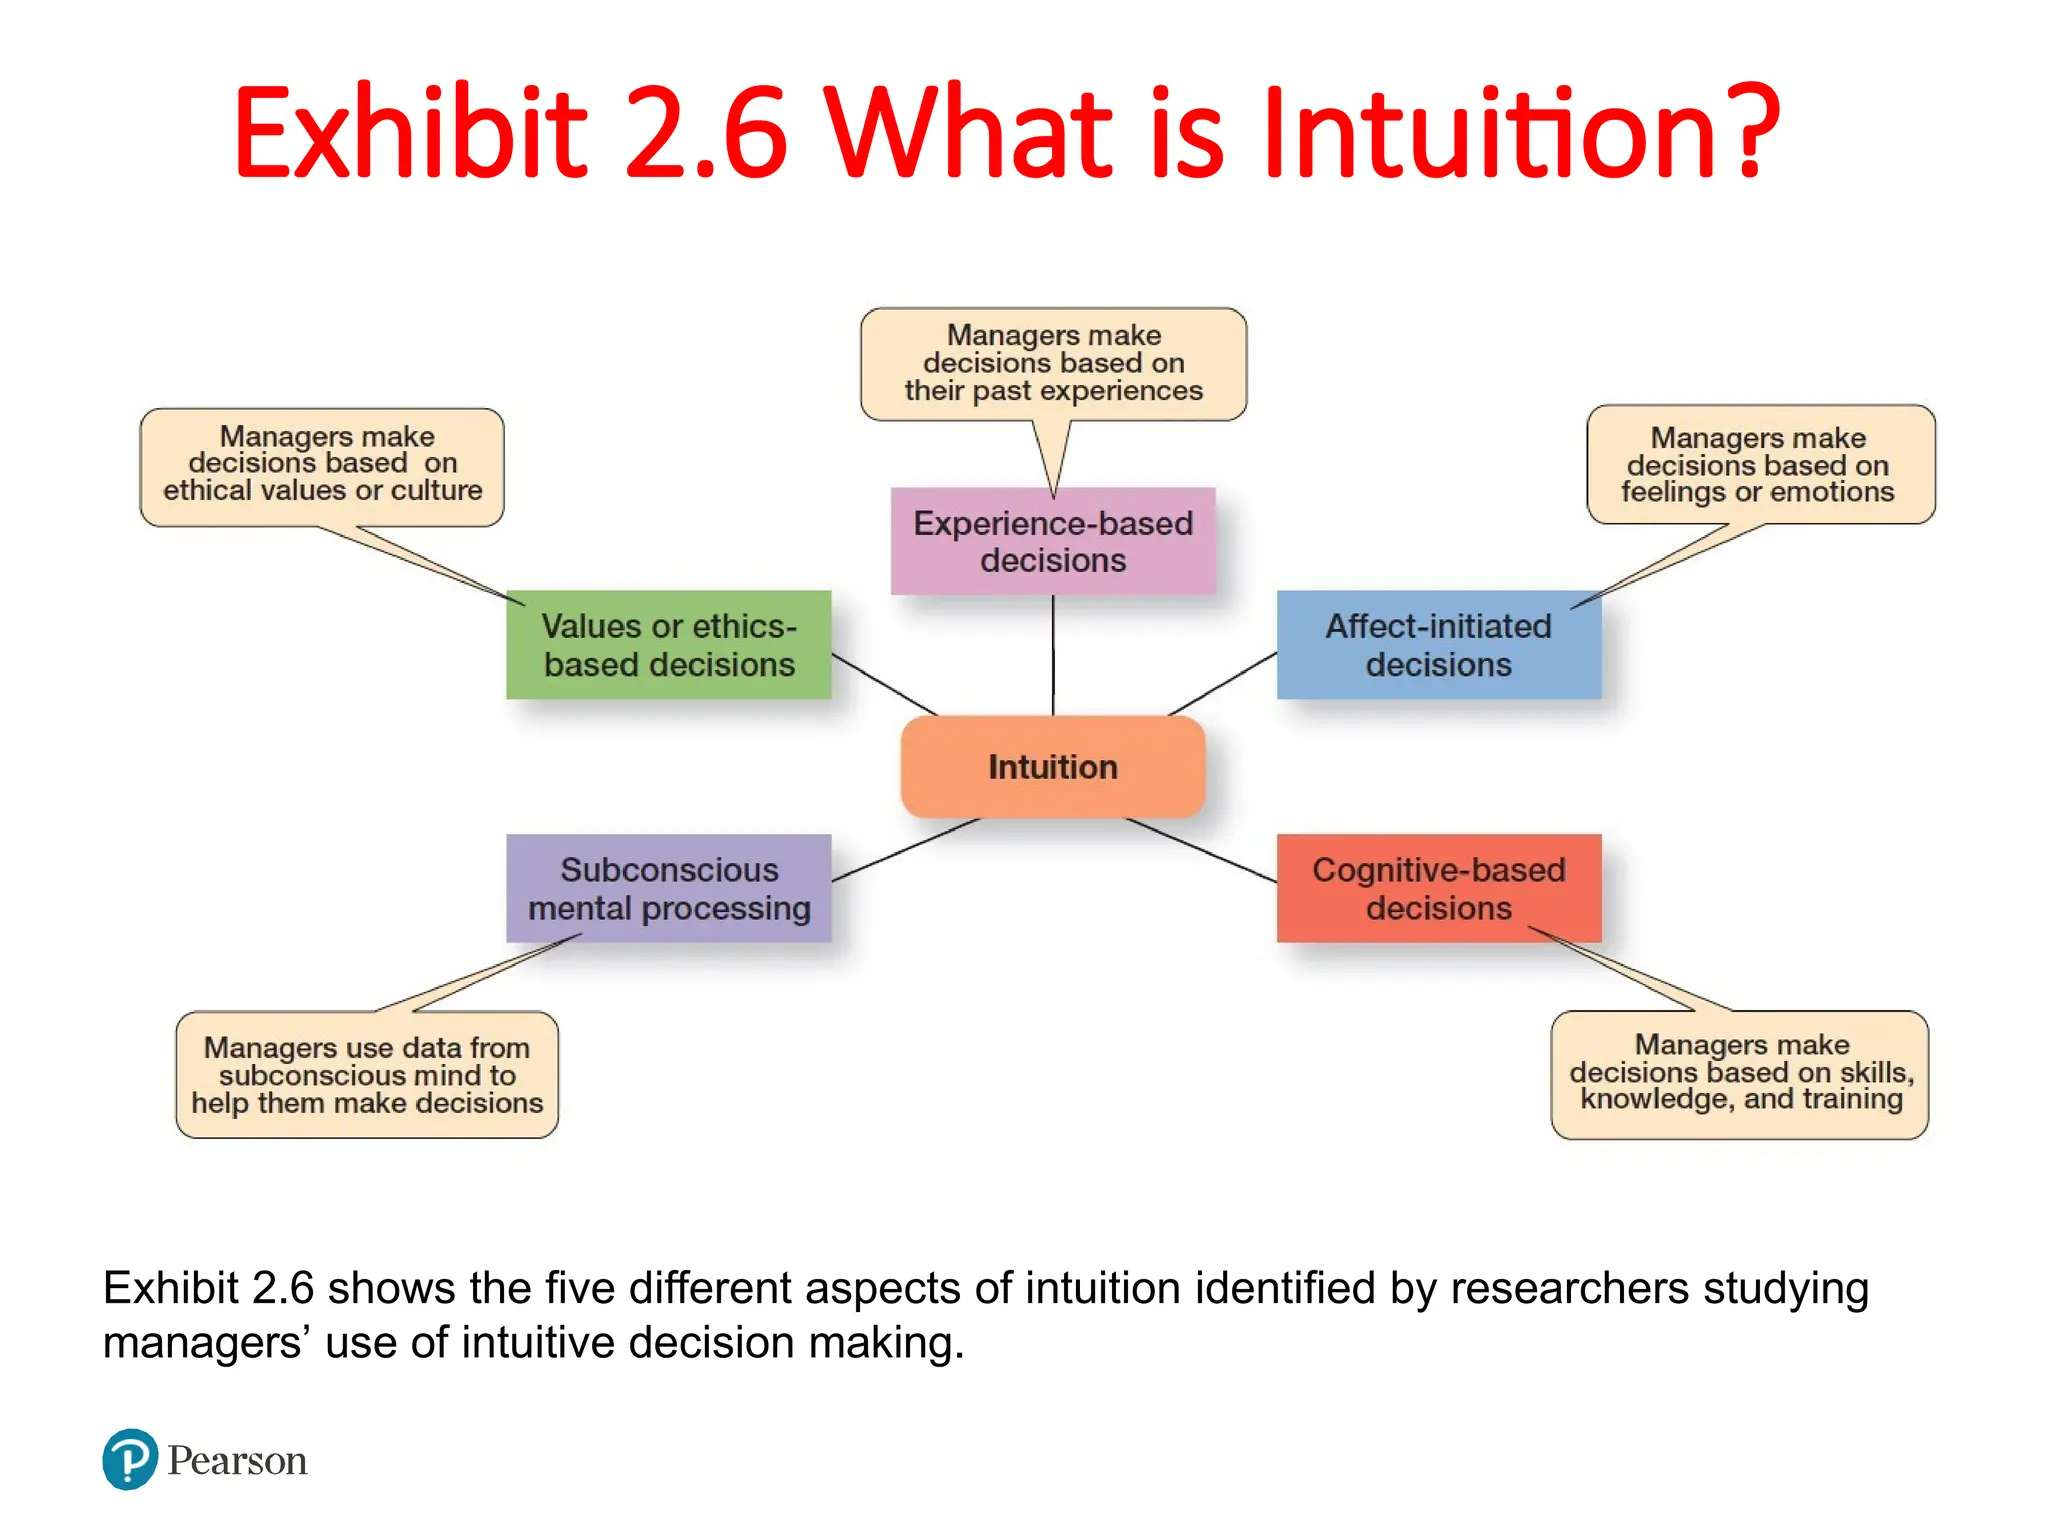 Exhibit 2.6 What is Intuition?
Managers make
decisions based on
their past experiences
Managers make
decisions based  on
ethical values or culture
Managers make
decisions based on
feelings or emotions
Experience-based
decisions
Values or ethics-
based decisions
Affect-initiated
decisions
Intuition
Subconscious
mental processing
Cognitive-based
decisions
Managers use data from
subconscious mind to
help them make decisions
Managers make
decisions based on skills,
knowledge, and training
Exhibit 2.6 shows the five different aspects of intuition identified by researchers studying
managers’ use of intuitive decision making.
Pearson